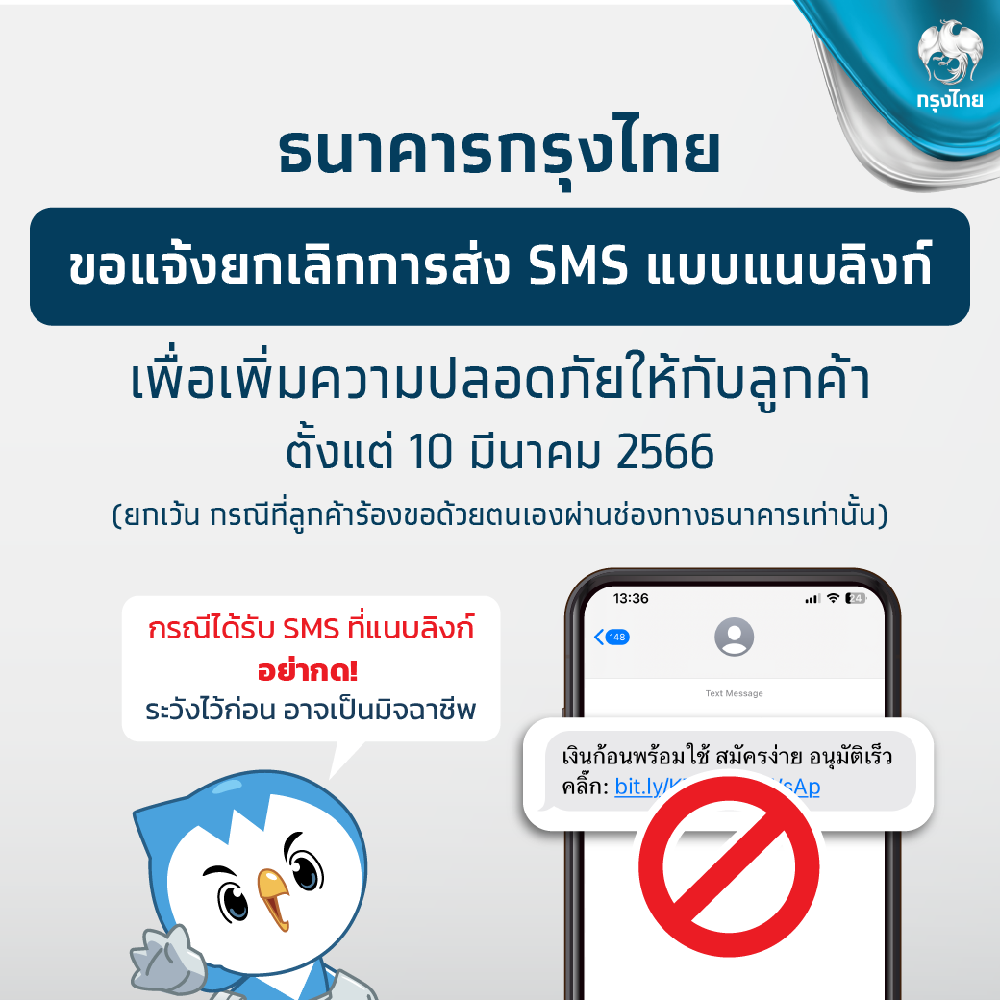 กรุงไทย
ธนาคารกรุงไทย
ขอแจ้งยกเลิกการส่ง SMS แบบแนบลิงก์
เพื่อเพิ่มความปลอดภัยให้กับลูกค้า
ตั้งแต่ 10 มีนาคม 2566
(ยกเว้น กรณีที่ลูกค้าร้องขอด้วยตนเองผ่านช่องทางธนาคารเท่านั้น)
กรณีได้รับ SMS ที่แนบลิงก์
อย่ากด!
ระวังไว้ก่อน อาจเป็นมิจฉาชีพ
13:36
24
148
Text Message
เงินก้อนพร้อมใช้ สมัครง่าย อนุมัติเร็ว
คลิ๊ก: